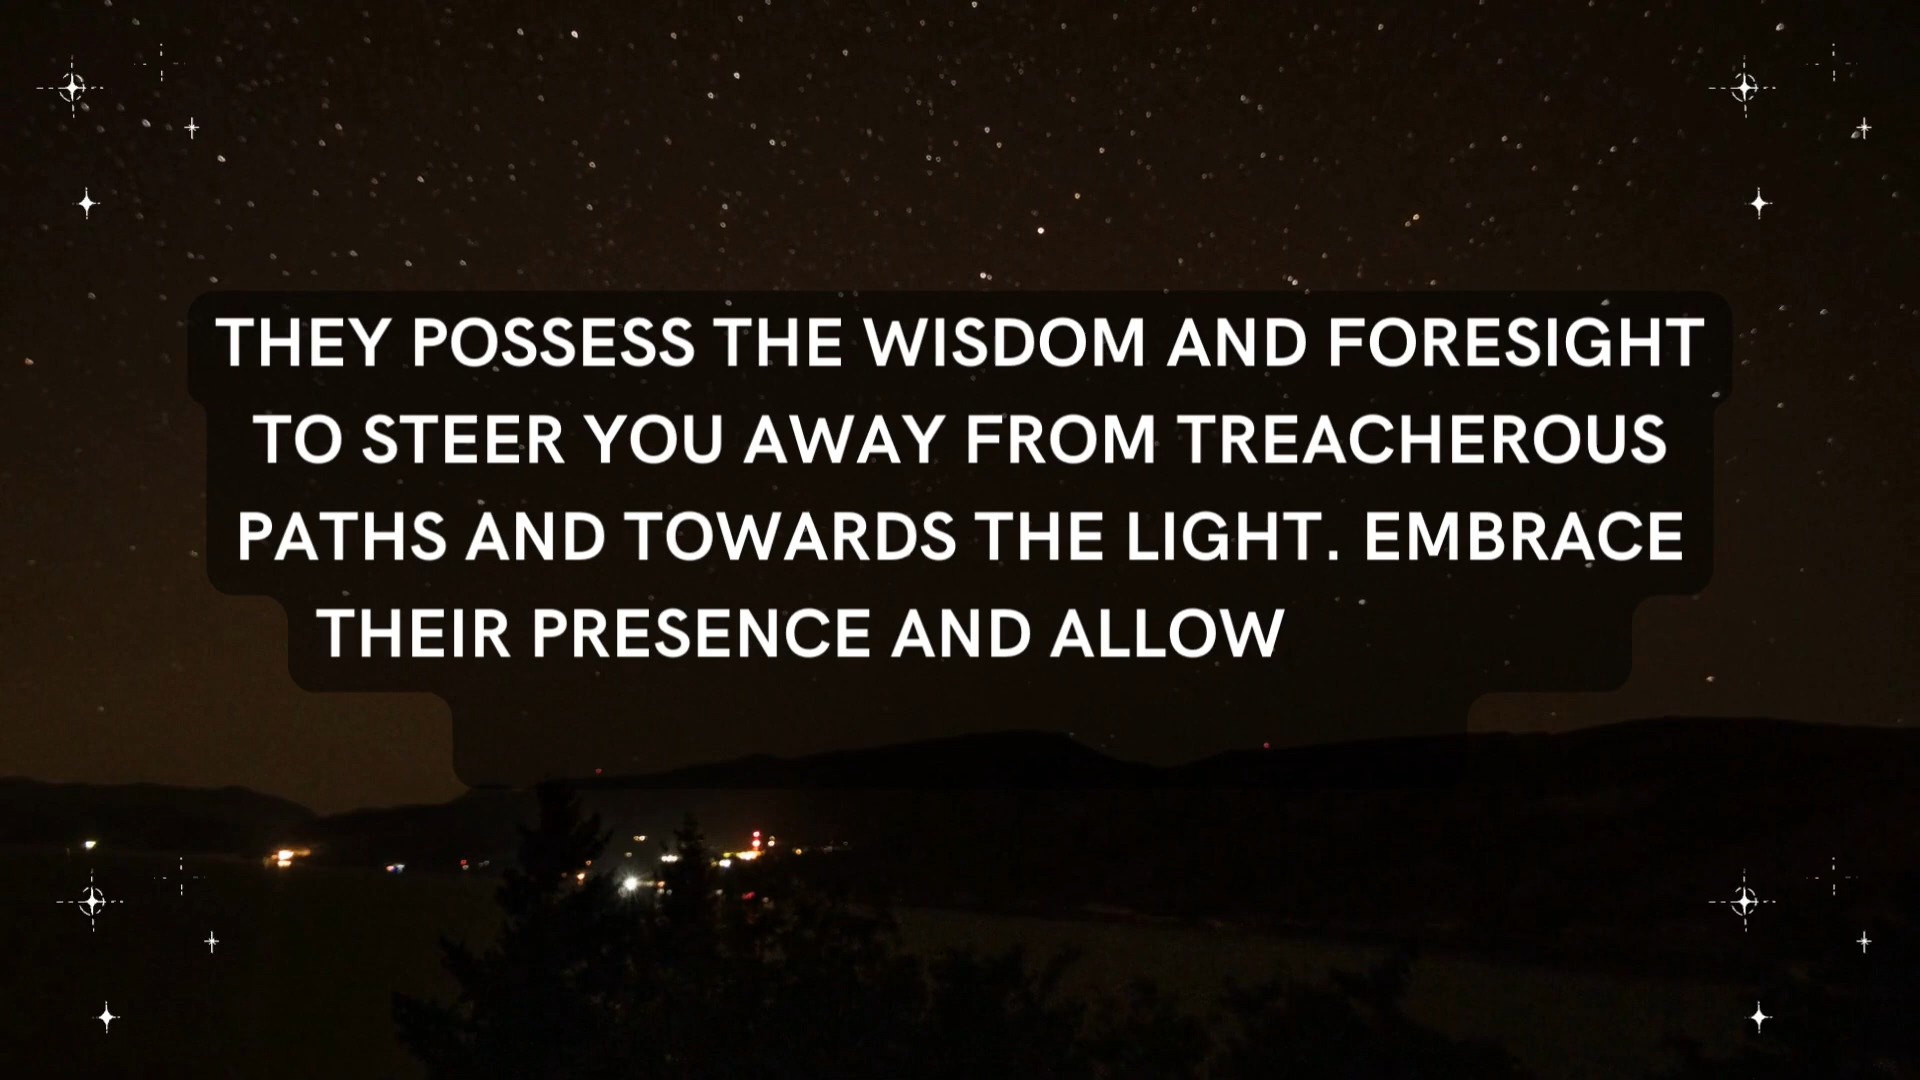 THEY POSSESS THE WISDOM AND FORESIGHT
TO STEER YOU AWAY FROM TREACHEROUS
PATHS AND TOWARDS THE LIGHT. EMBRACE
THEIR PRESENCE AND ALLOW